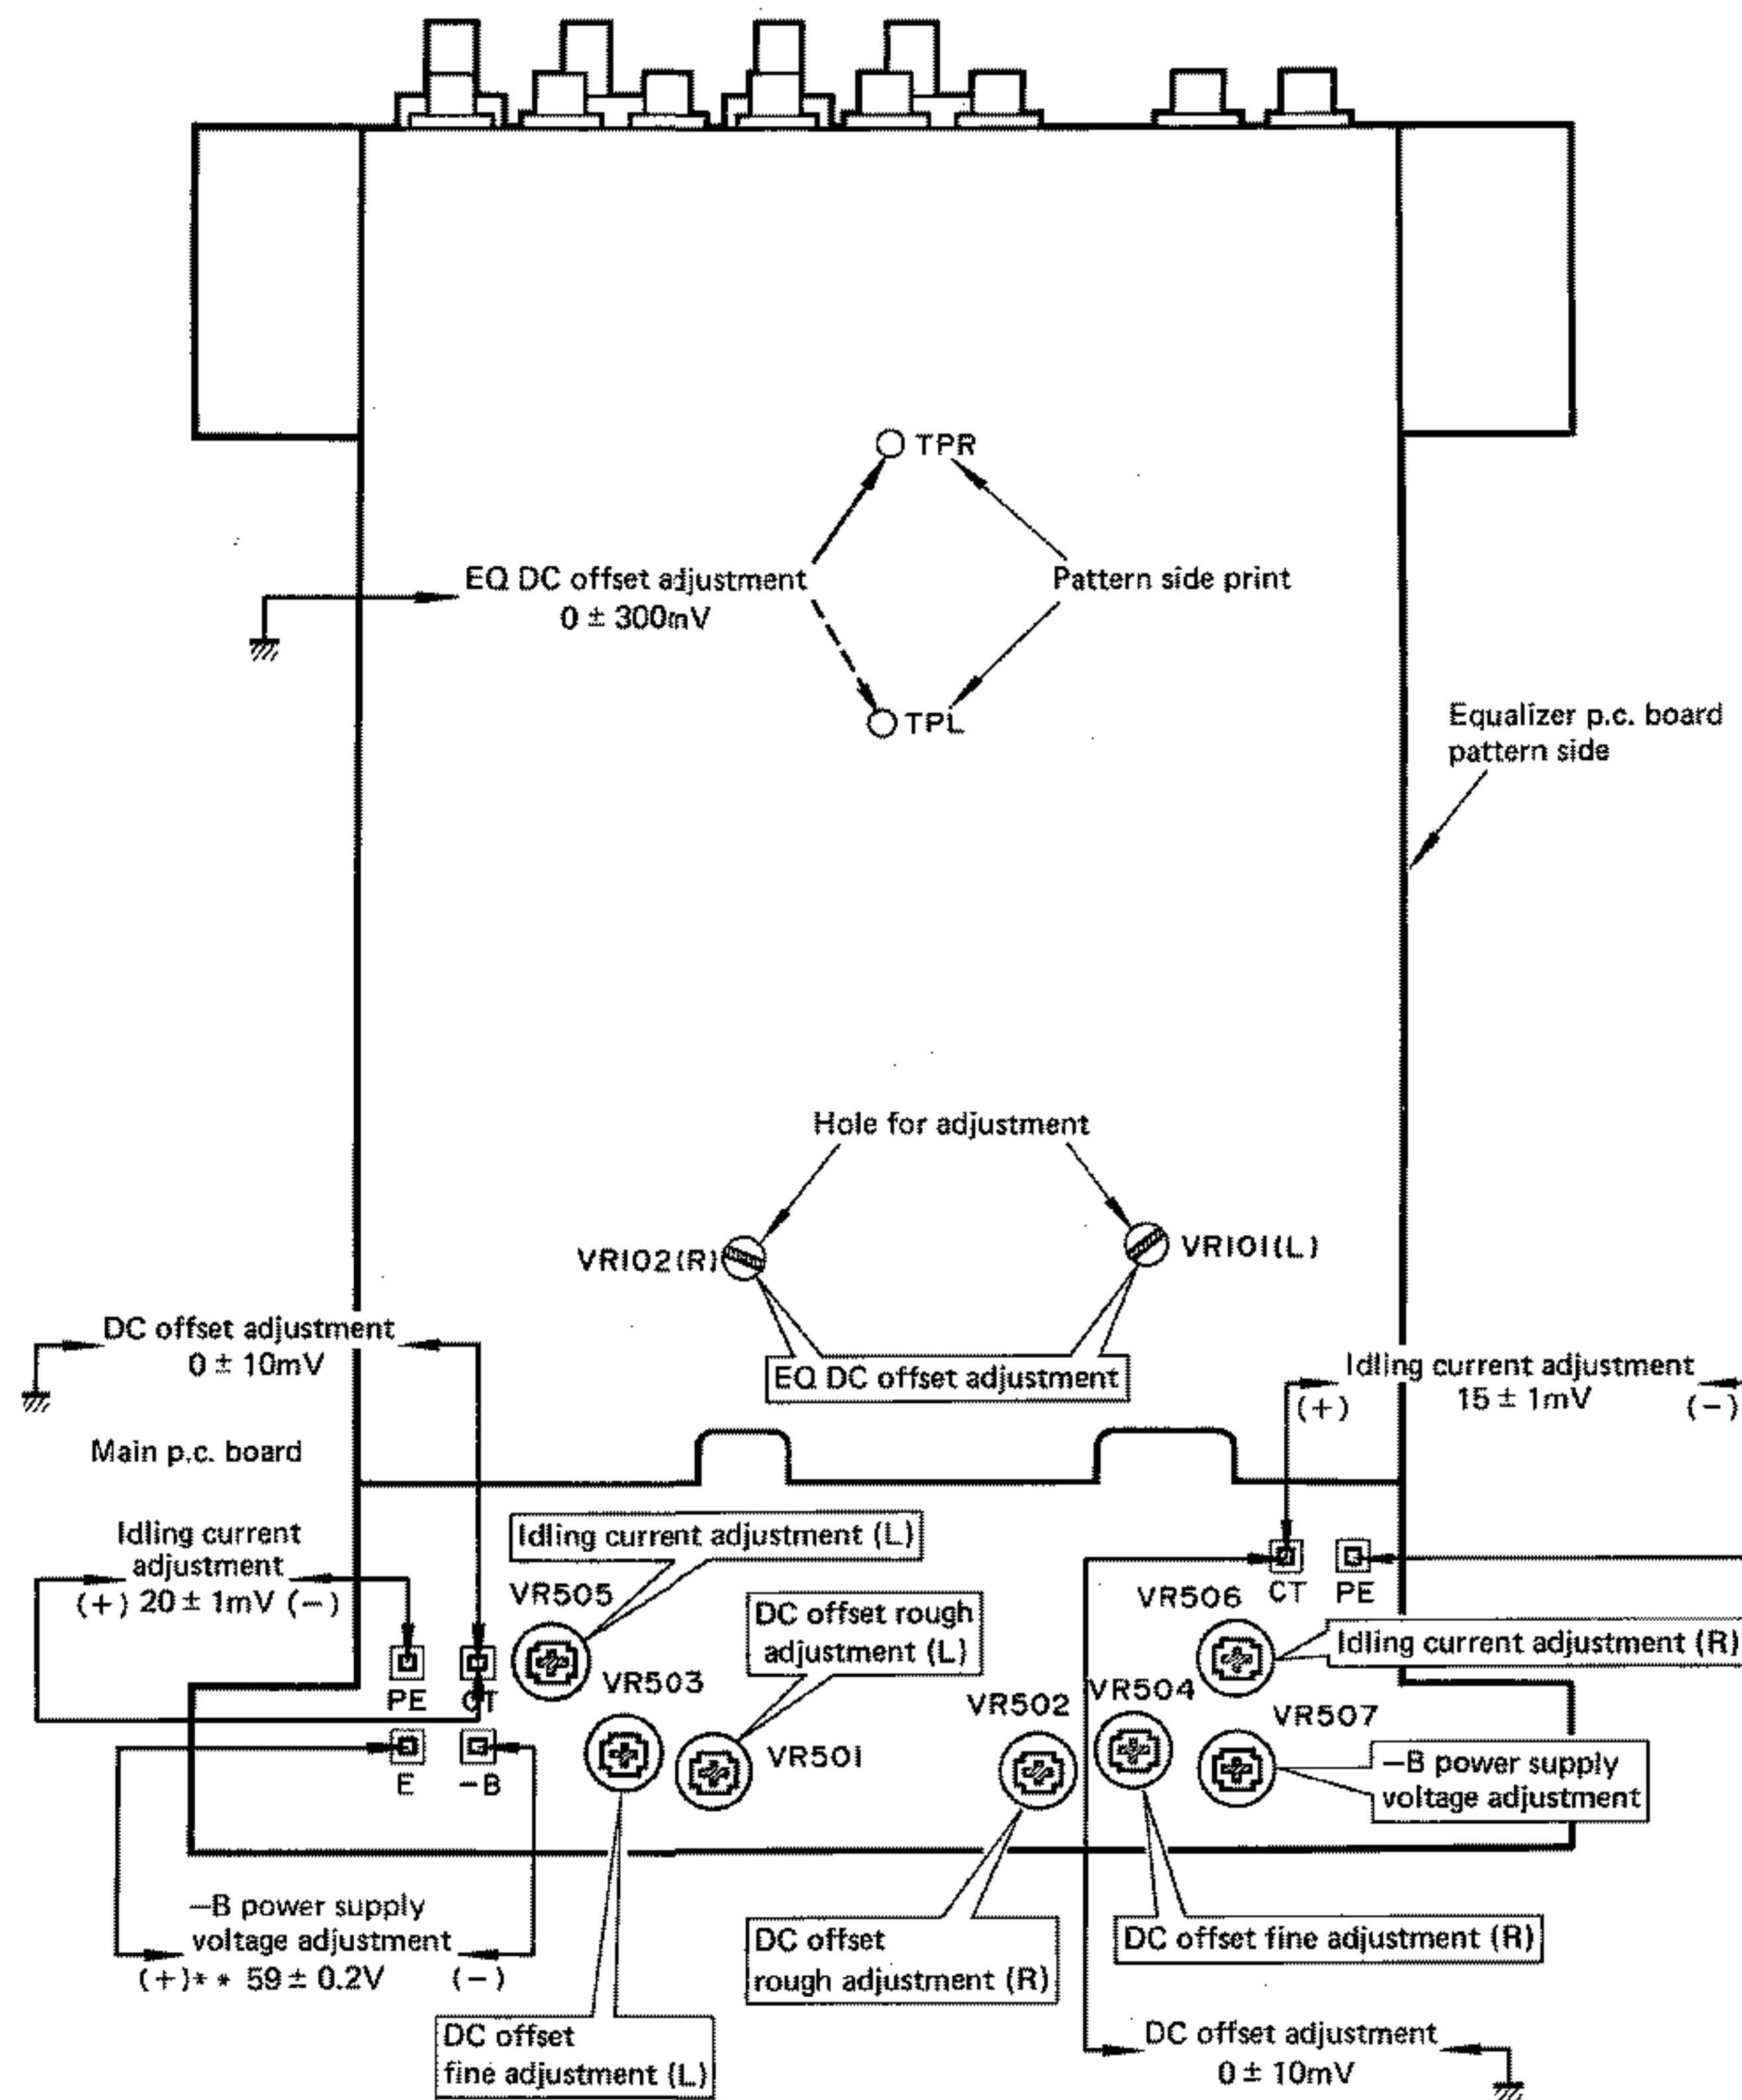 TPR
EQ DC offset adjustment
0 ± 300mV
Pattern side print
TPL
Equalizer p.c. board
pattern side
Hole for adjustment
VR102(R)
VR101(L)
EQ DC offset adjustment
DC offset adjustment
0 ± 10mV
Idling current adjustment
15 ± 1mV
(+)
(−)
Main p.c. board
Idling current
adjustment
(+) 20 ± 1mV (−)
Idling current adjustment (L)
VR505
DC offset rough
adjustment (L)
CT
PE
VR506
Idling current adjustment (R)
PE
CT
VR503
VR502
VR504
VR507
E
−B
VR501
−B power supply
voltage adjustment
−B power supply
voltage adjustment
(+)** 59 ± 0.2V (−)
DC offset
rough adjustment (R)
DC offset fine adjustment (R)
DC offset
fine adjustment (L)
DC offset adjustment
0 ± 10mV